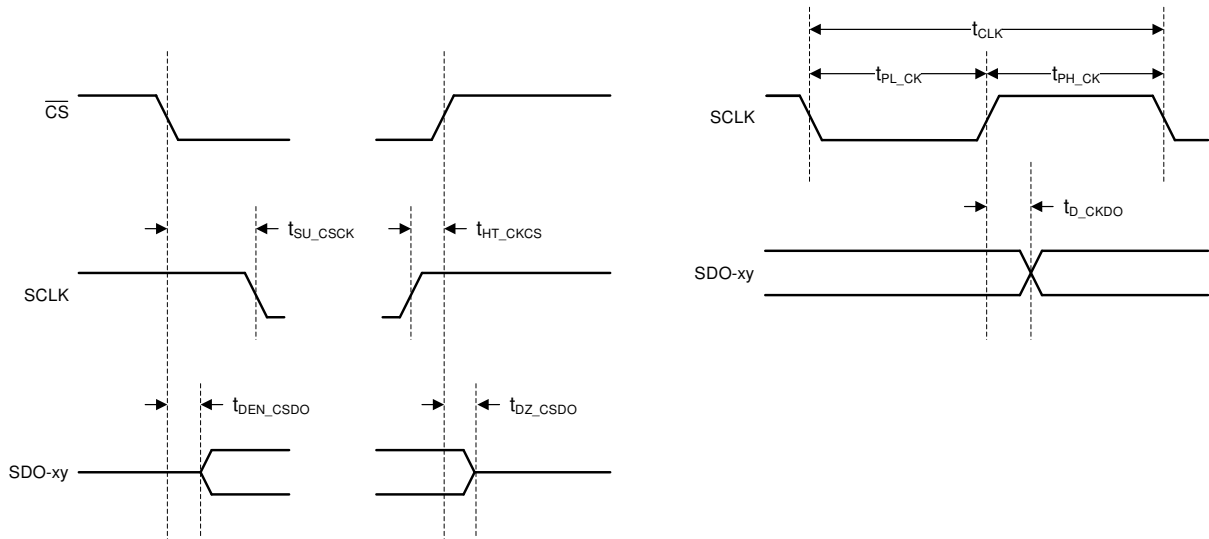 CS
t_SU_CSCK
t_HT_CKCS
SCLK
t_DEN_CSDO
t_DZ_CSDO
SDO-xy
t_CLK
t_PL_CK
t_PH_CK
SCLK
t_D_CKDO
SDO-xy